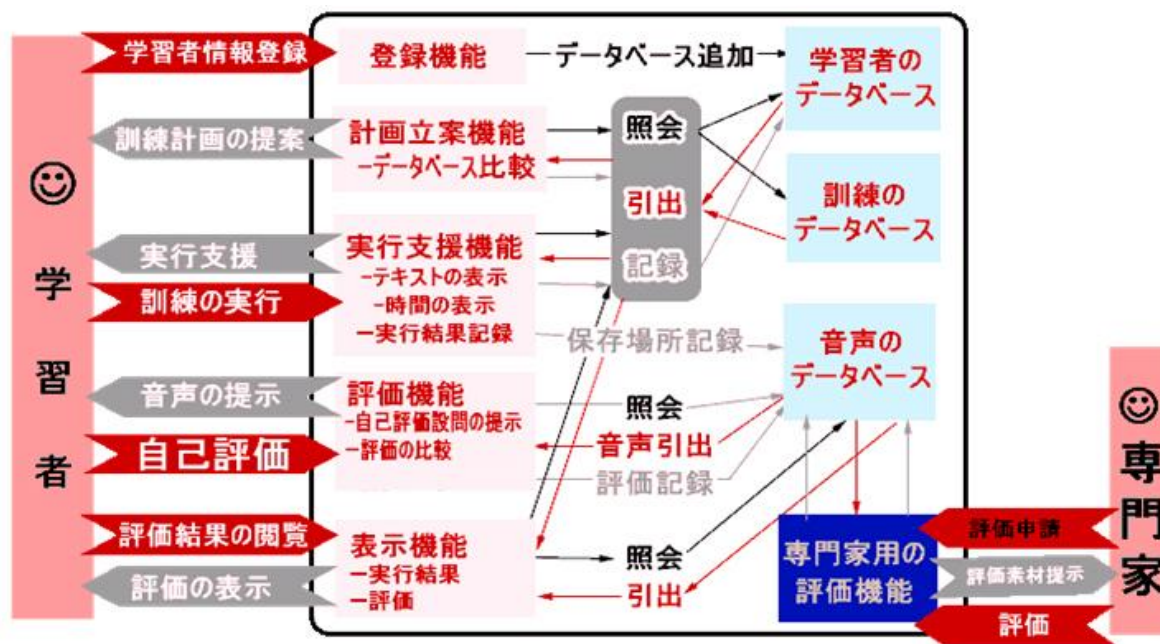 学習者
学習者情報登録
訓練計画の提案
実行支援
訓練の実行
音声の提示
自己評価
評価結果の閲覧
評価の表示
登録機能
計画立案機能
－データベース比較
実行支援機能
－テキストの表示
－時間の表示
－実行結果記録
評価機能
－自己評価設問の提示
－評価の比較
表示機能
－実行結果
－評価
データベース追加
照会
引出
記録
保存場所記録
照会
音声引出
評価記録
照会
引出
学習者の
データベース
訓練の
データベース
音声の
データベース
専門家用の
評価機能
評価申請
評価素材提示
評価
専門家